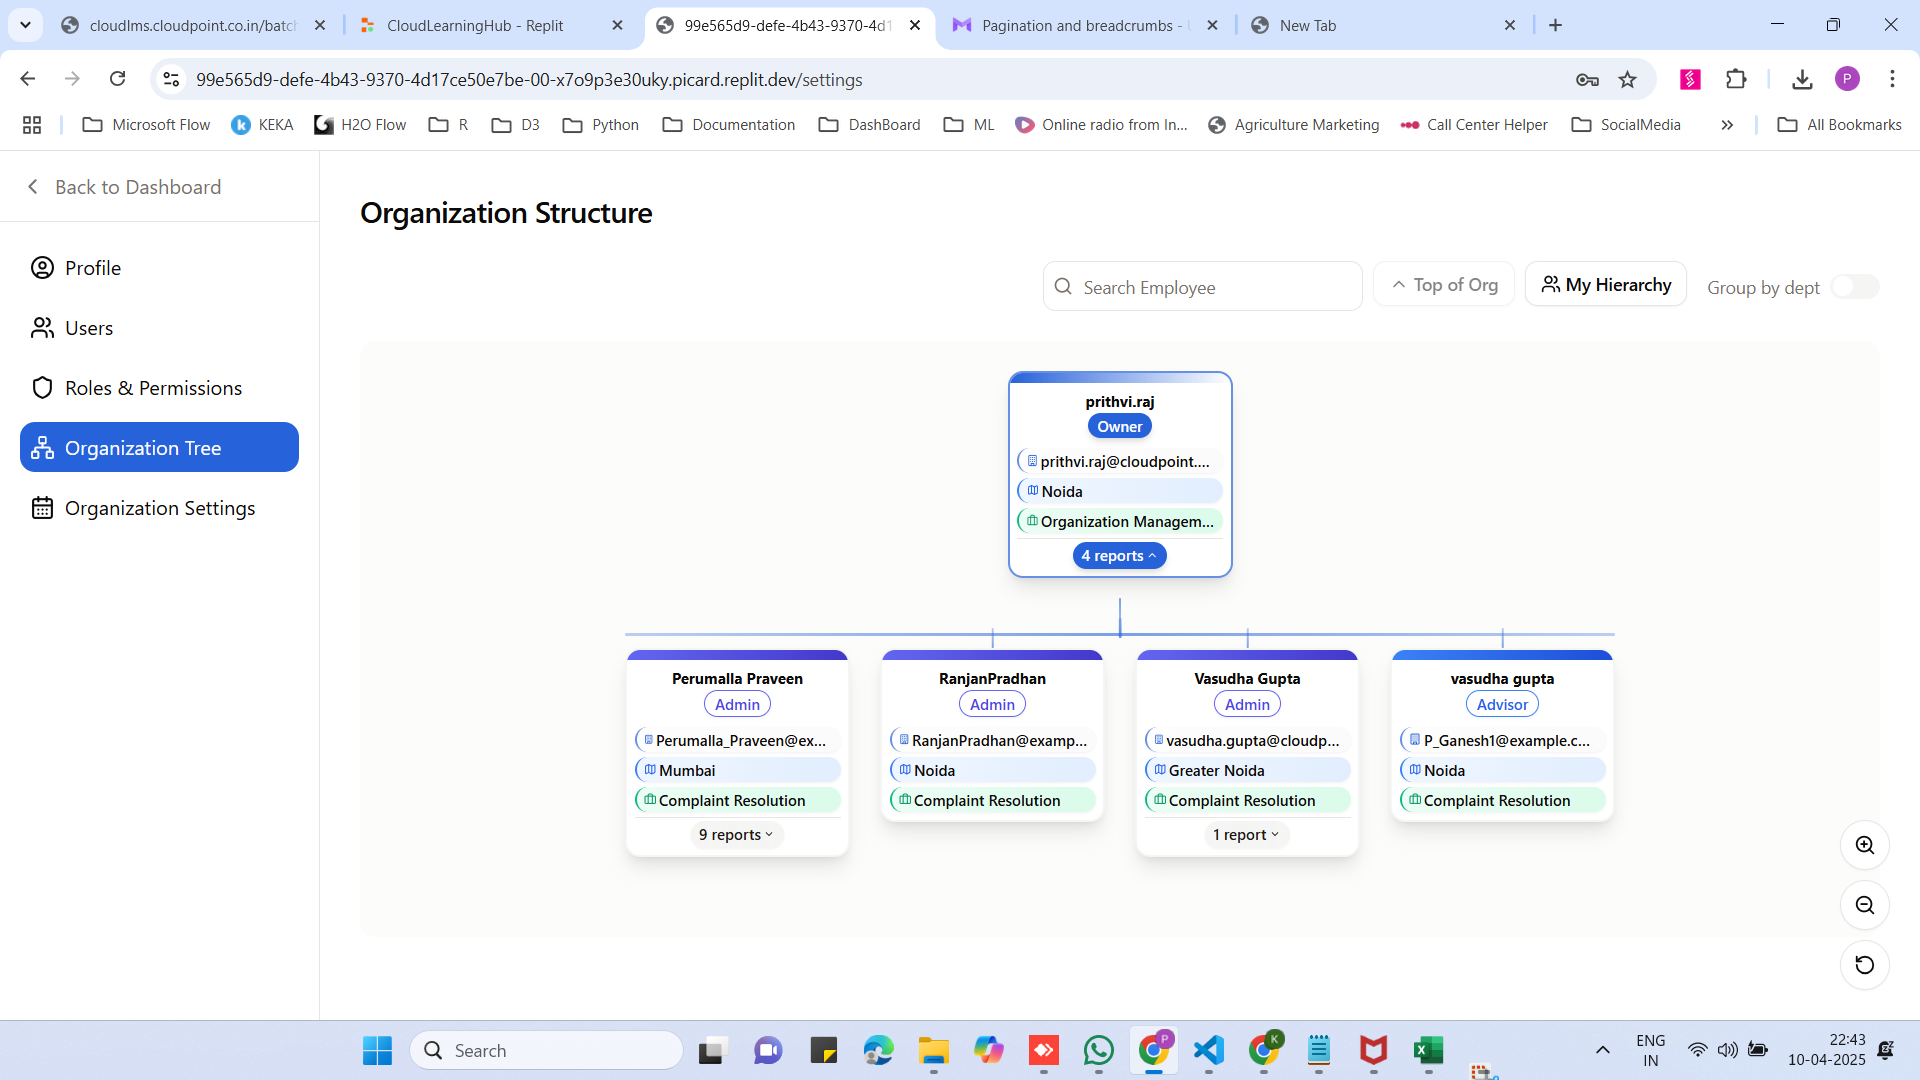 cloudlms.cloudpoint.co.in/batch
CloudLearningHub - Replit
99e565d9-defe-4b43-9370-4d1
Pagination and breadcrumbs -
New Tab
99e565d9-defe-4b43-9370-4d17ce50e7be-00-x7o9p3e30uky.picard.replit.dev/settings
P
Microsoft Flow
KEKA
H2O Flow
R
D3
Python
Documentation
DashBoard
ML
Online radio from In...
Agriculture Marketing
Call Center Helper
SocialMedia
All Bookmarks
Back to Dashboard
Profile
Users
Roles & Permissions
Organization Tree
Organization Settings
Organization Structure
Search Employee
Top of Org
My Hierarchy
Group by dept
prithvi.raj
Owner
prithvi.raj@cloudpoint....
Noida
Organization Managem...
4 reports
Perumalla Praveen
Admin
Perumalla_Praveen@ex...
Mumbai
Complaint Resolution
9 reports
RanjanPradhan
Admin
RanjanPradhan@examp...
Noida
Complaint Resolution
Vasudha Gupta
Admin
vasudha.gupta@cloudp...
Greater Noida
Complaint Resolution
1 report
vasudha gupta
Advisor
P_Ganesh1@example.c...
Noida
Complaint Resolution
Search
P
K
ENG
IN
22:43
10-04-2025